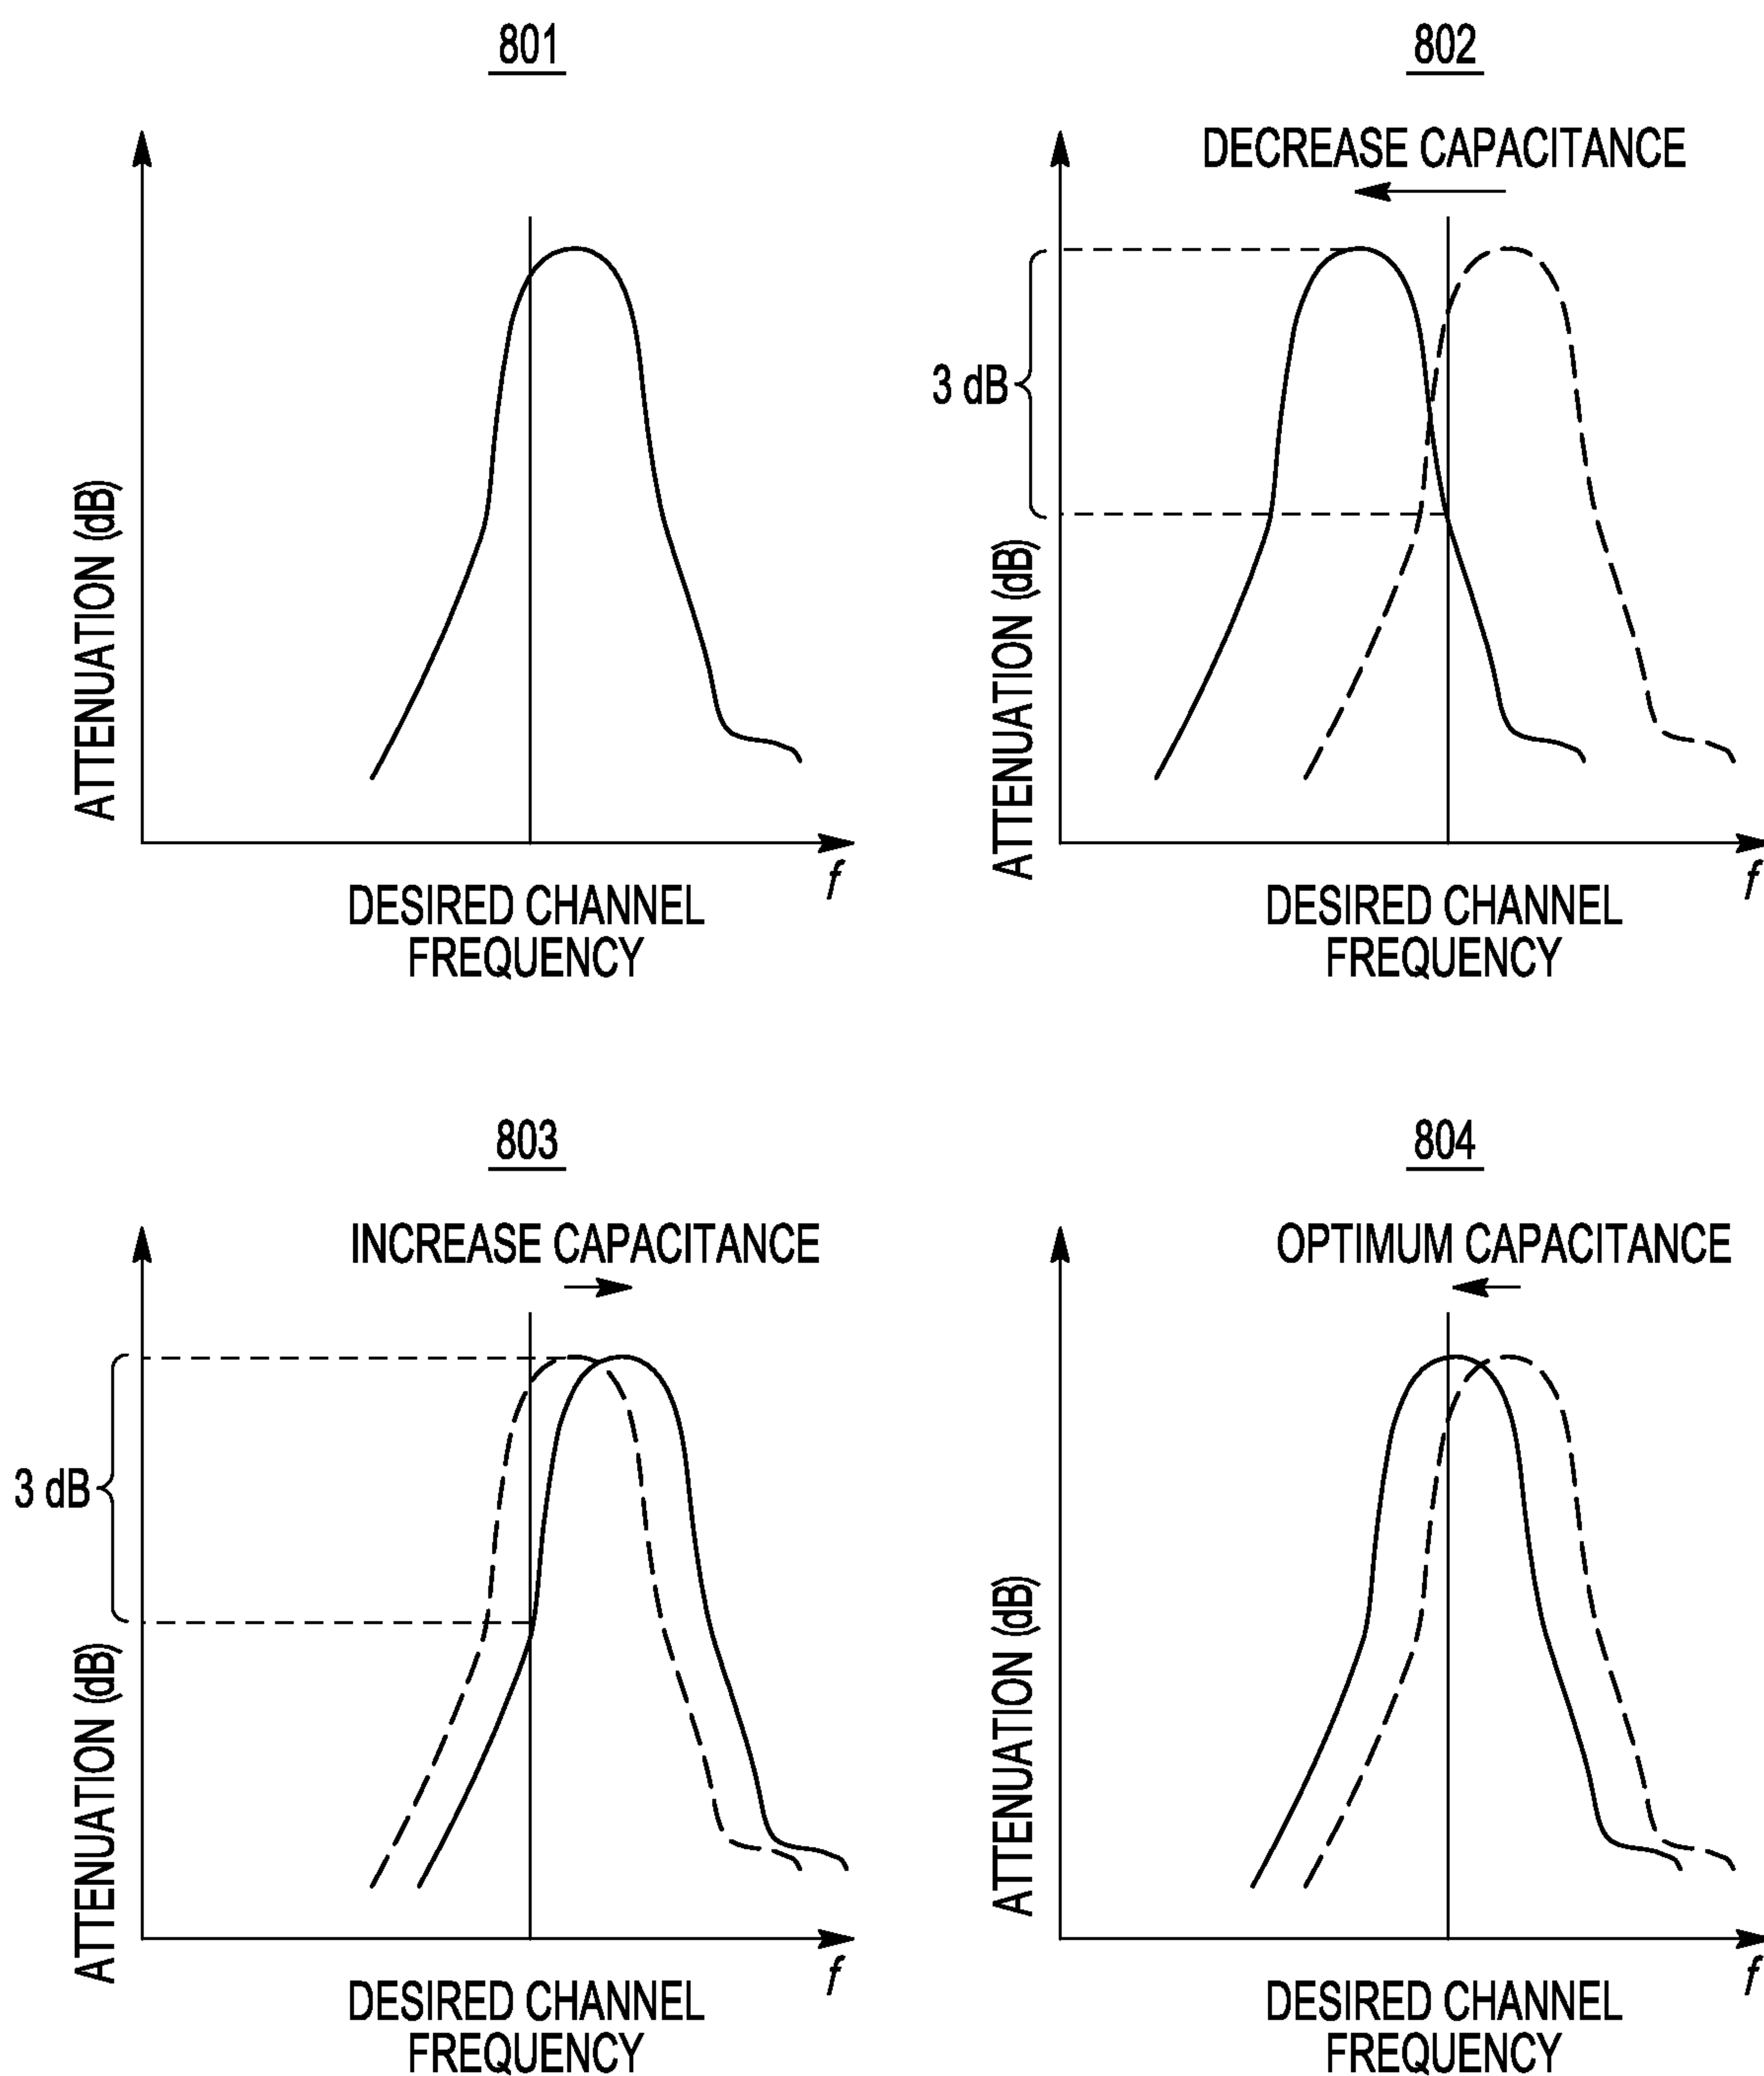 801
ATTENUATION (dB)
f
DESIRED CHANNEL
FREQUENCY
802
DECREASE CAPACITANCE
3 dB
ATTENUATION (dB)
f
DESIRED CHANNEL
FREQUENCY
803
INCREASE CAPACITANCE
3 dB
ATTENUATION (dB)
f
DESIRED CHANNEL
FREQUENCY
804
OPTIMUM CAPACITANCE
ATTENUATION (dB)
f
DESIRED CHANNEL
FREQUENCY